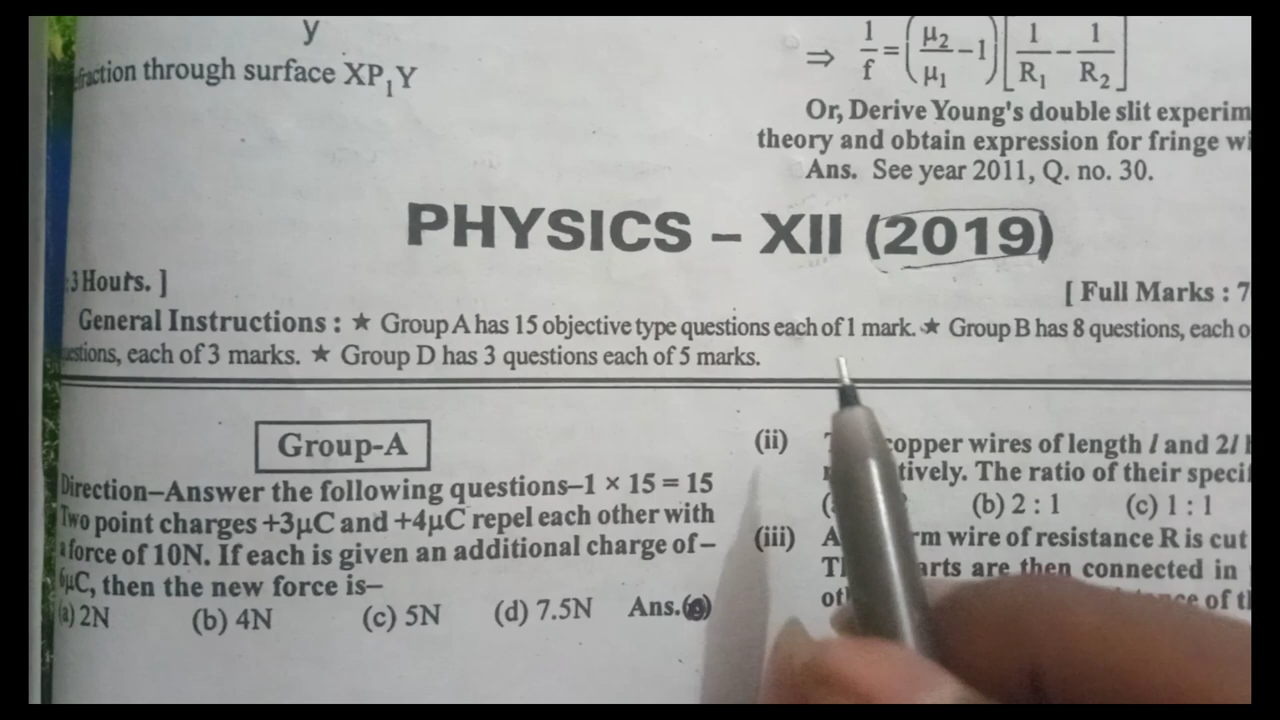 y
fraction through surface XP₁Y
⇒ 1/f = (μ₂/μ₁ − 1) [1/R₁ − 1/R₂]
Or, Derive Young's double slit experim
theory and obtain expression for fringe wi
Ans. See year 2011, Q. no. 30.
PHYSICS – XII (2019)
3 Hours. ]
[ Full Marks : 7
General Instructions : ★ Group A has 15 objective type questions each of 1 mark. ★ Group B has 8 questions, each o
stions, each of 3 marks. ★ Group D has 3 questions each of 5 marks.
Group-A
Direction–Answer the following questions–1 × 15 = 15
Two point charges +3μC and +4μC repel each other with
a force of 10N. If each is given an additional charge of –
6μC, then the new force is–
(a) 2N (b) 4N (c) 5N (d) 7.5N Ans.
(ii) copper wires of length l and 2l
tively. The ratio of their specif
(b) 2 : 1 (c) 1 : 1
(iii) A rm wire of resistance R is cut
arts are then connected in
ot ce of t